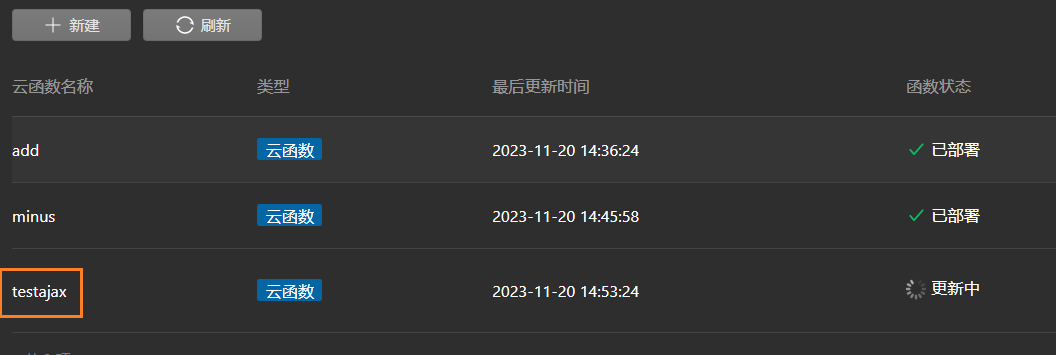 新建 刷新
云函数名称 类型 最后更新时间 函数状态
add 云函数 2023-11-20 14:36:24 已部署
minus 云函数 2023-11-20 14:45:58 已部署
testajax 云函数 2023-11-20 14:53:24 更新中